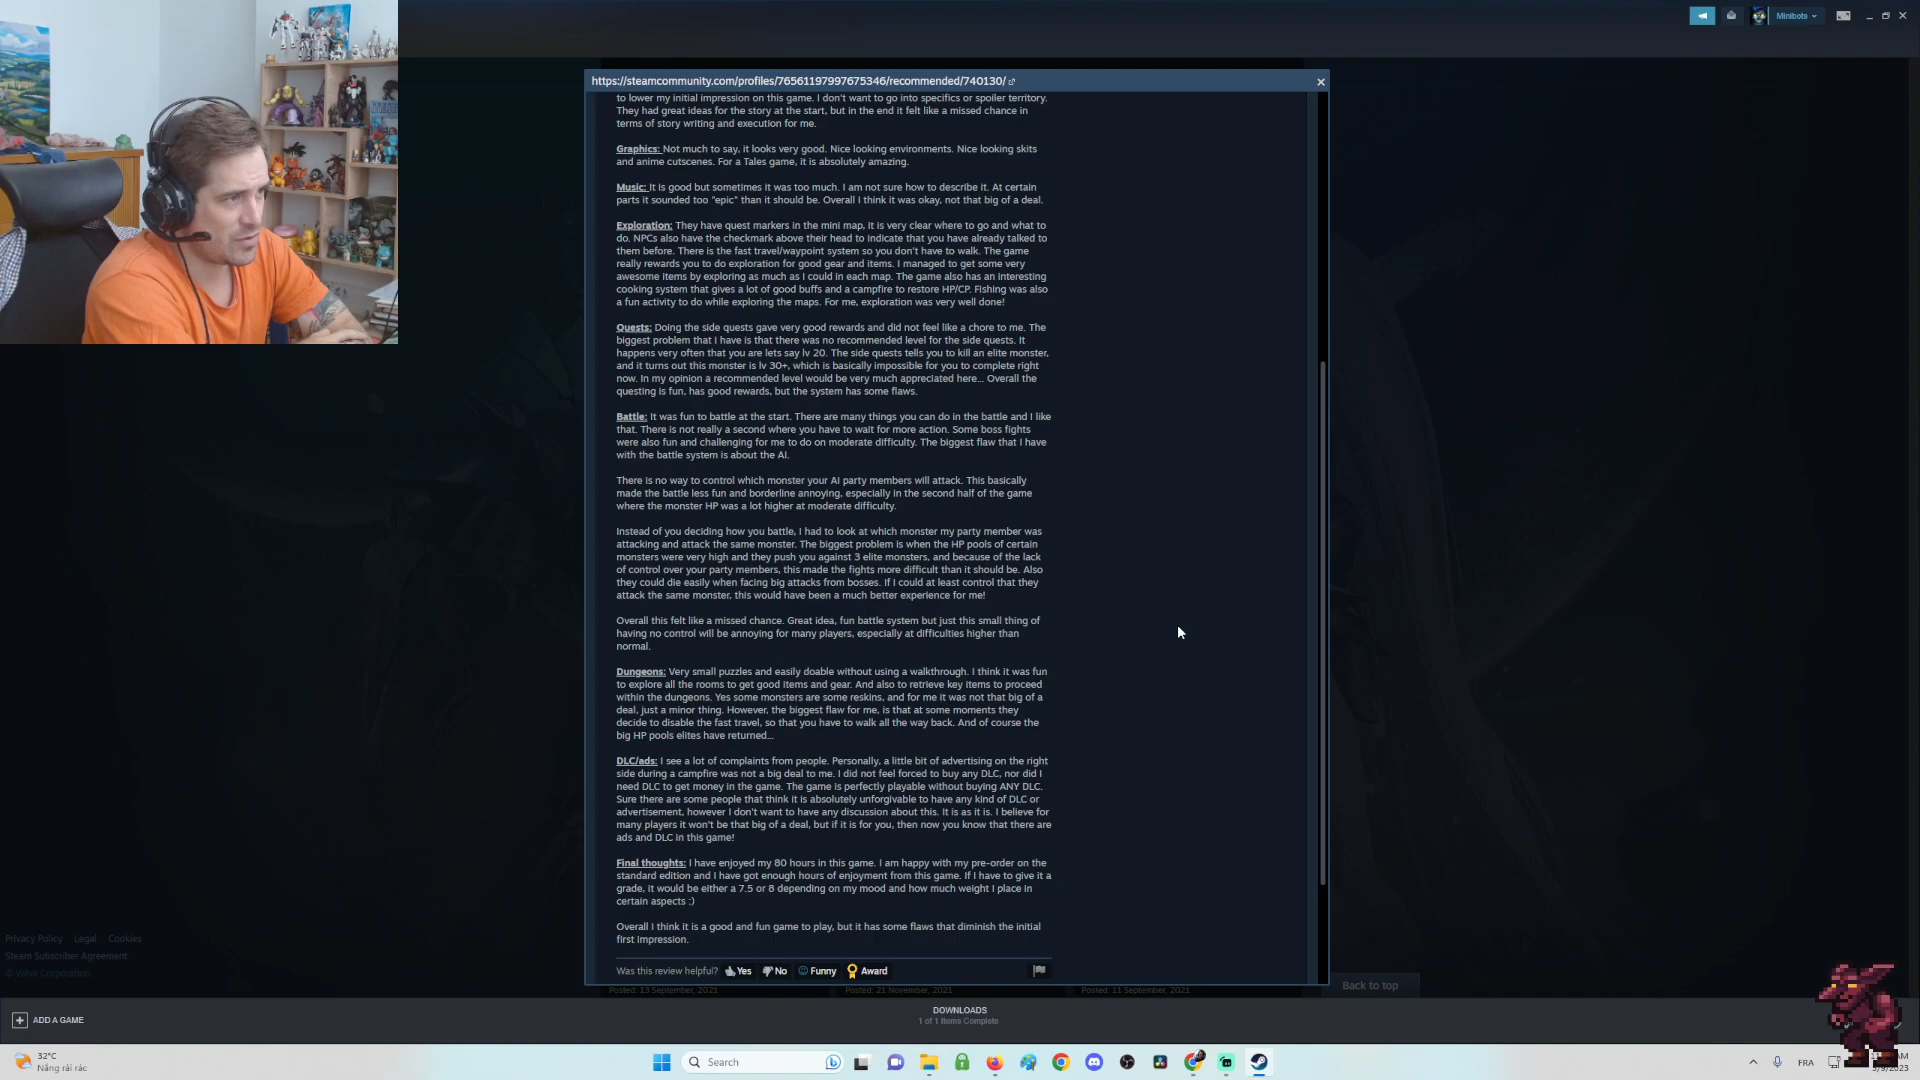 Minibots
https://steamcommunity.com/profiles/76561197997675346/recommended/740130/
to lower my initial impression on this game. I don't want to go into specifics or spoiler territory.
They had great ideas for the story at the start, but in the end it felt like a missed chance in
terms of story writing and execution for me.
Graphics: Not much to say, it looks very good. Nice looking environments. Nice looking skits
and anime cutscenes. For a Tales game, it is absolutely amazing.
Music: It is good but sometimes it was too much. I am not sure how to describe it. At certain
parts it sounded too "epic" than it should be. Overall I think it was okay, not that big of a deal.
Exploration: They have quest markers in the mini map, it is very clear where to go and what to
do. NPCs also have the checkmark above their head to indicate that you have already talked to
them before. There is the fast travel/waypoint system so you don't have to walk. The game
really rewards you to do exploration for good gear and items. I managed to get some very
awesome items by exploring as much as I could in each map. The game also has an interesting
cooking system that gives a lot of good buffs and a campfire to restore HP/CP. Fishing was also
a fun activity to do while exploring the maps. For me, exploration was very well done!
Quests: Doing the side quests gave very good rewards and did not feel like a chore to me. The
biggest problem that I have is that there was no recommended level for the side quests. It
happens very often that you are lets say lv 20. The side quests tells you to kill an elite monster,
and it turns out this monster is lv 30+, which is basically impossible for you to complete right
now. In my opinion a recommended level would be very much appreciated here... Overall the
questing is fun, has good rewards, but the system has some flaws.
Battle: It was fun to battle at the start. There are many things you can do in the battle and I like
that. There is not really a second where you have to wait for more action. Some boss fights
were also fun and challenging for me to do on moderate difficulty. The biggest flaw that I have
with the battle system is about the AI.
There is no way to control which monster your AI party members will attack. This basically
made the battle less fun and borderline annoying, especially in the second half of the game
where the monster HP was a lot higher at moderate difficulty.
Instead of you deciding how you battle, I had to look at which monster my party member was
attacking and attack the same monster. The biggest problem is when the HP pools of certain
monsters were very high and they push you against 3 elite monsters, and because of the lack
of control over your party members, this made the fights more difficult than it should be. Also
they could die easily when facing big attacks from bosses. If I could at least control that they
attack the same monster, this would have been a much better experience for me!
Overall this felt like a missed chance. Great idea, fun battle system but just this small thing of
having no control will be annoying for many players, especially at difficulties higher than
normal.
Dungeons: Very small puzzles and easily doable without using a walkthrough. I think it was fun
to explore all the rooms to get good items and gear. And also to retrieve key items to proceed
within the dungeons. Yes some monsters are some reskins, and for me it was not that big of a
deal, just a minor thing. However, the biggest flaw for me, is that at some moments they
decide to disable the fast travel, so that you have to walk all the way back. And of course the
big HP pools elites have returned...
DLC/ads: I see a lot of complaints from people. Personally, a little bit of advertising on the right
side during a campfire was not a big deal to me. I did not feel forced to buy any DLC, nor did I
need DLC to get money in the game. The game is perfectly playable without buying ANY DLC.
Sure there are some people that think it is absolutely unforgivable to have any kind of DLC or
advertisement, however I don't want to have any discussion about this. It is as it is. I believe for
many players it won't be that big of a deal, but if it is for you, then now you know that there are
ads and DLC in this game!
Final thoughts: I have enjoyed my 80 hours in this game. I am happy with my pre-order on the
standard edition and I have got enough hours of enjoyment from this game. If I have to give it a
grade, it would be either a 7.5 or 8 depending on my mood and how much weight I place in
certain aspects :)
Overall I think it is a good and fun game to play, but it has some flaws that diminish the initial
first impression.
Was this review helpful? Yes No Funny Award
Posted: 13 September, 2021 Posted: 21 November, 2021 Posted: 11 September, 2021
Back to top
Privacy Policy Legal Cookies
Steam Subscriber Agreement
© Valve Corporation
ADD A GAME
DOWNLOADS
1 of 1 Items Complete
32°C
Nắng rải rác
Search
FRA